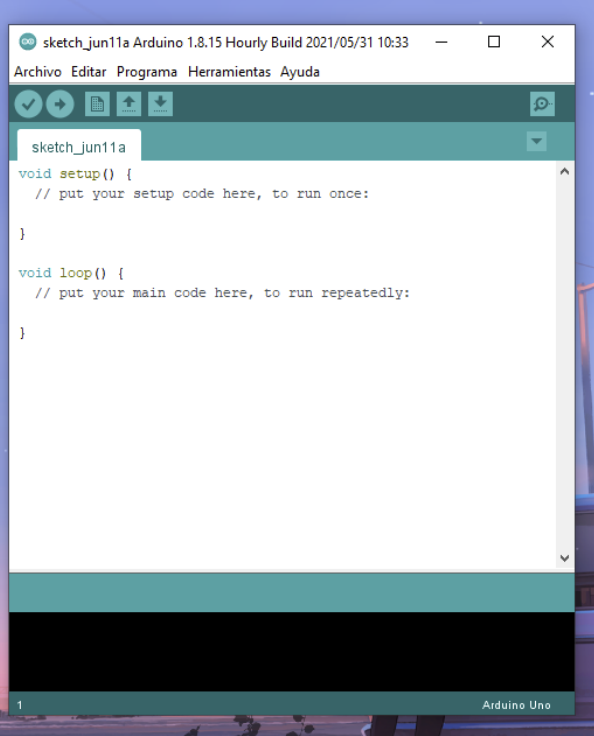 sketch_jun11a Arduino 1.8.15 Hourly Build 2021/05/31 10:33
Archivo Editar Programa Herramientas Ayuda
sketch_jun11a
void setup() {
  // put your setup code here, to run once:
}
void loop() {
  // put your main code here, to run repeatedly:
}
1
Arduino Uno